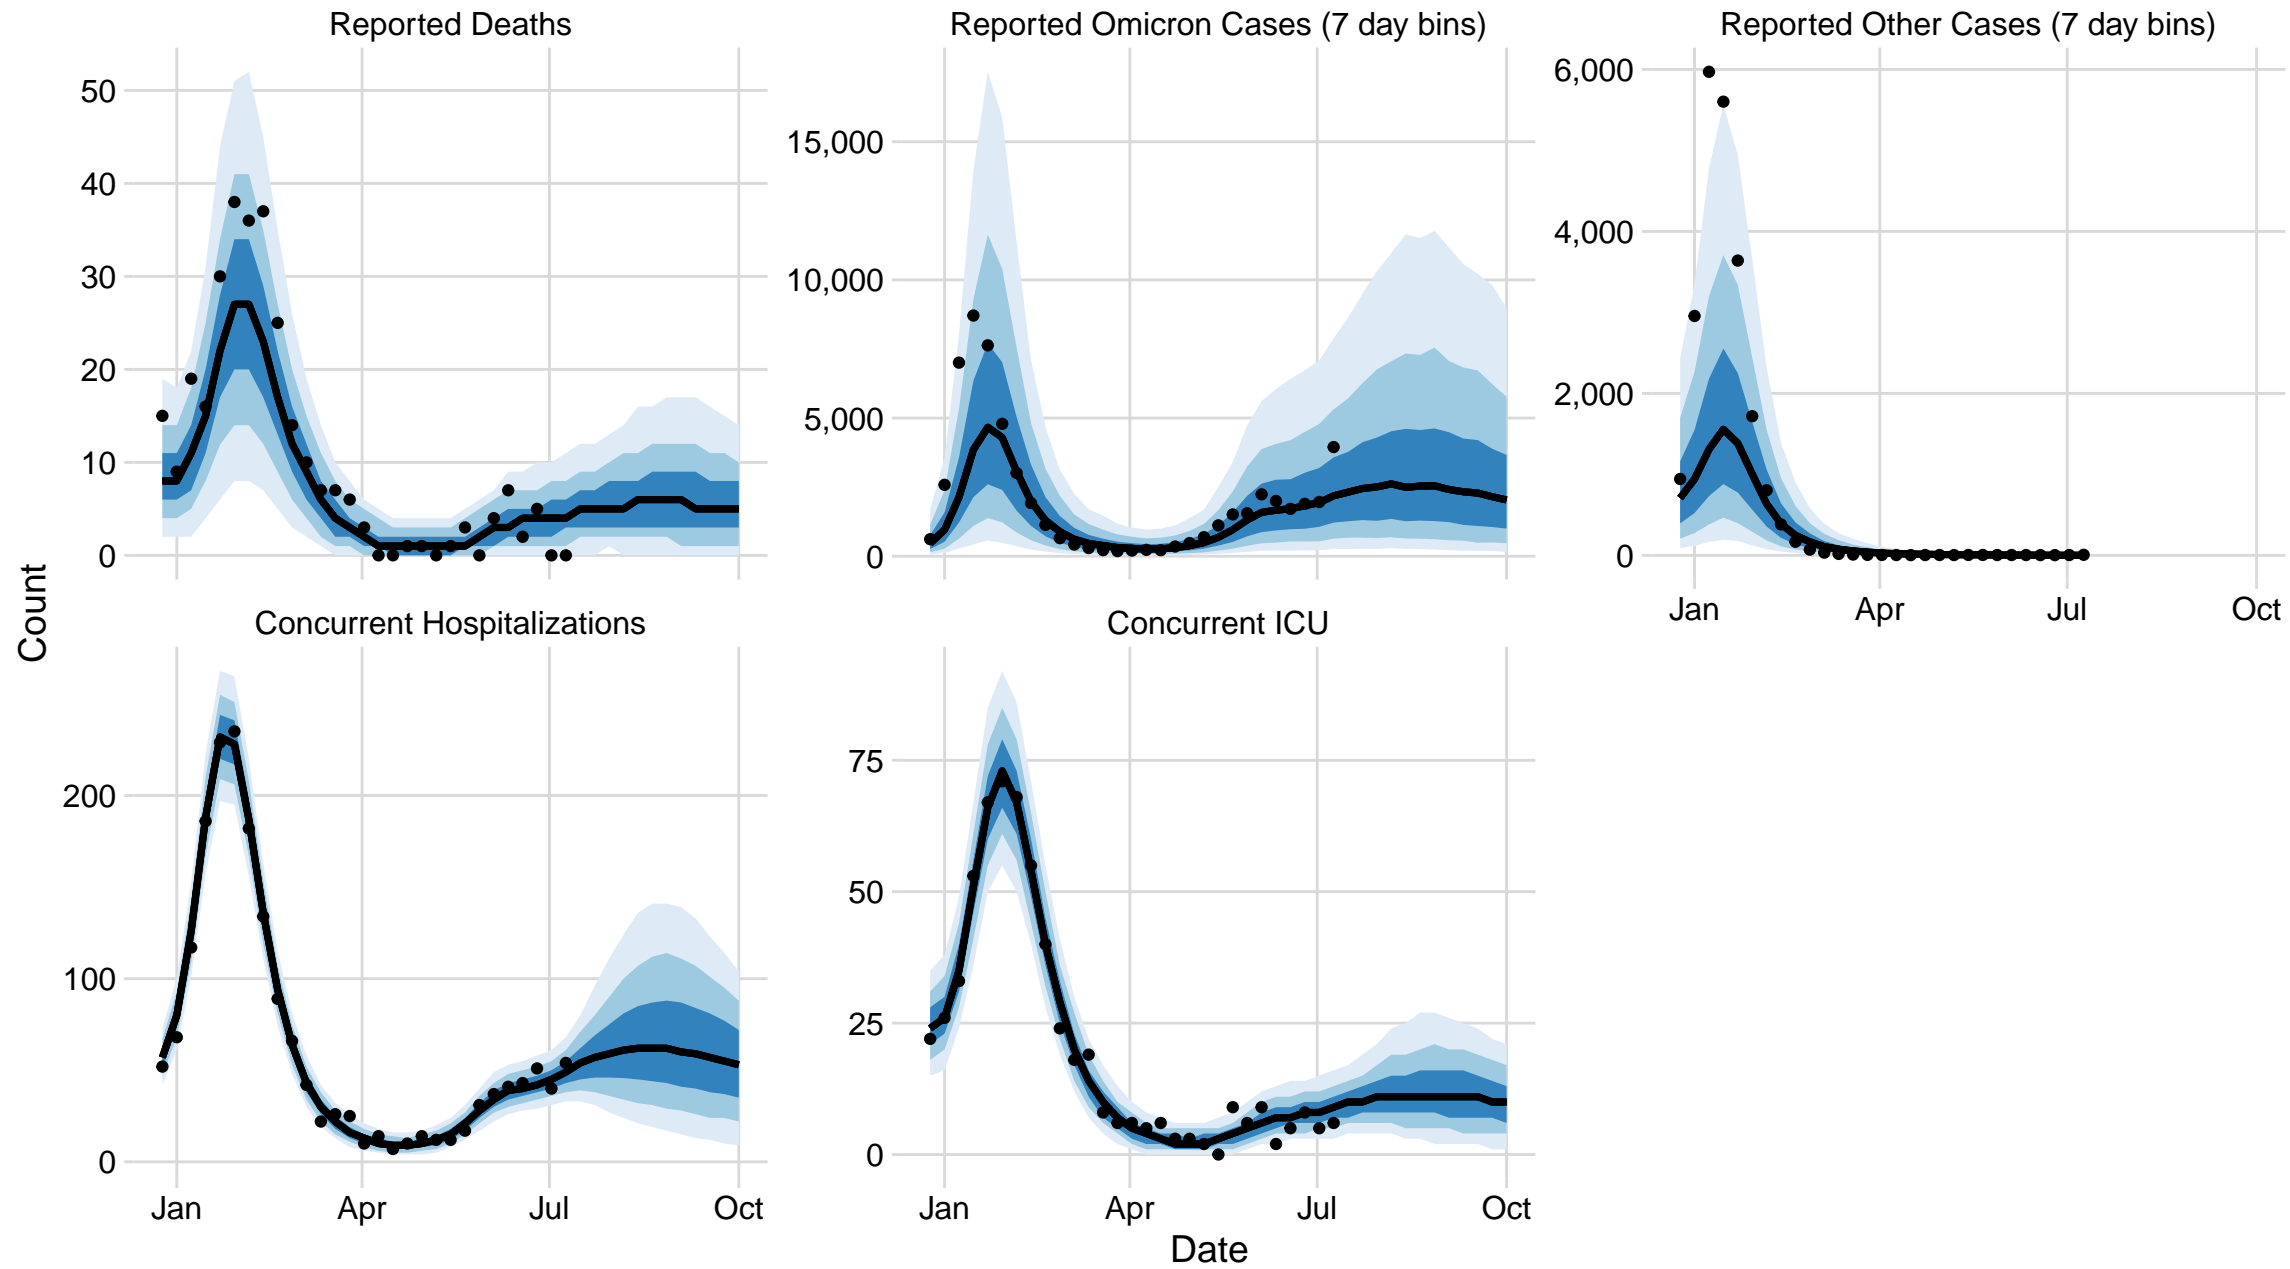 Reported Deaths
Reported Omicron Cases (7 day bins)
Reported Other Cases (7 day bins)
50
40
30
20
10
0
15,000
10,000
5,000
0
6,000
4,000
2,000
0
Jan Apr Jul Oct
Count
Concurrent Hospitalizations
Concurrent ICU
200
100
0
Jan Apr Jul Oct
75
50
25
0
Jan Apr Jul Oct
Date